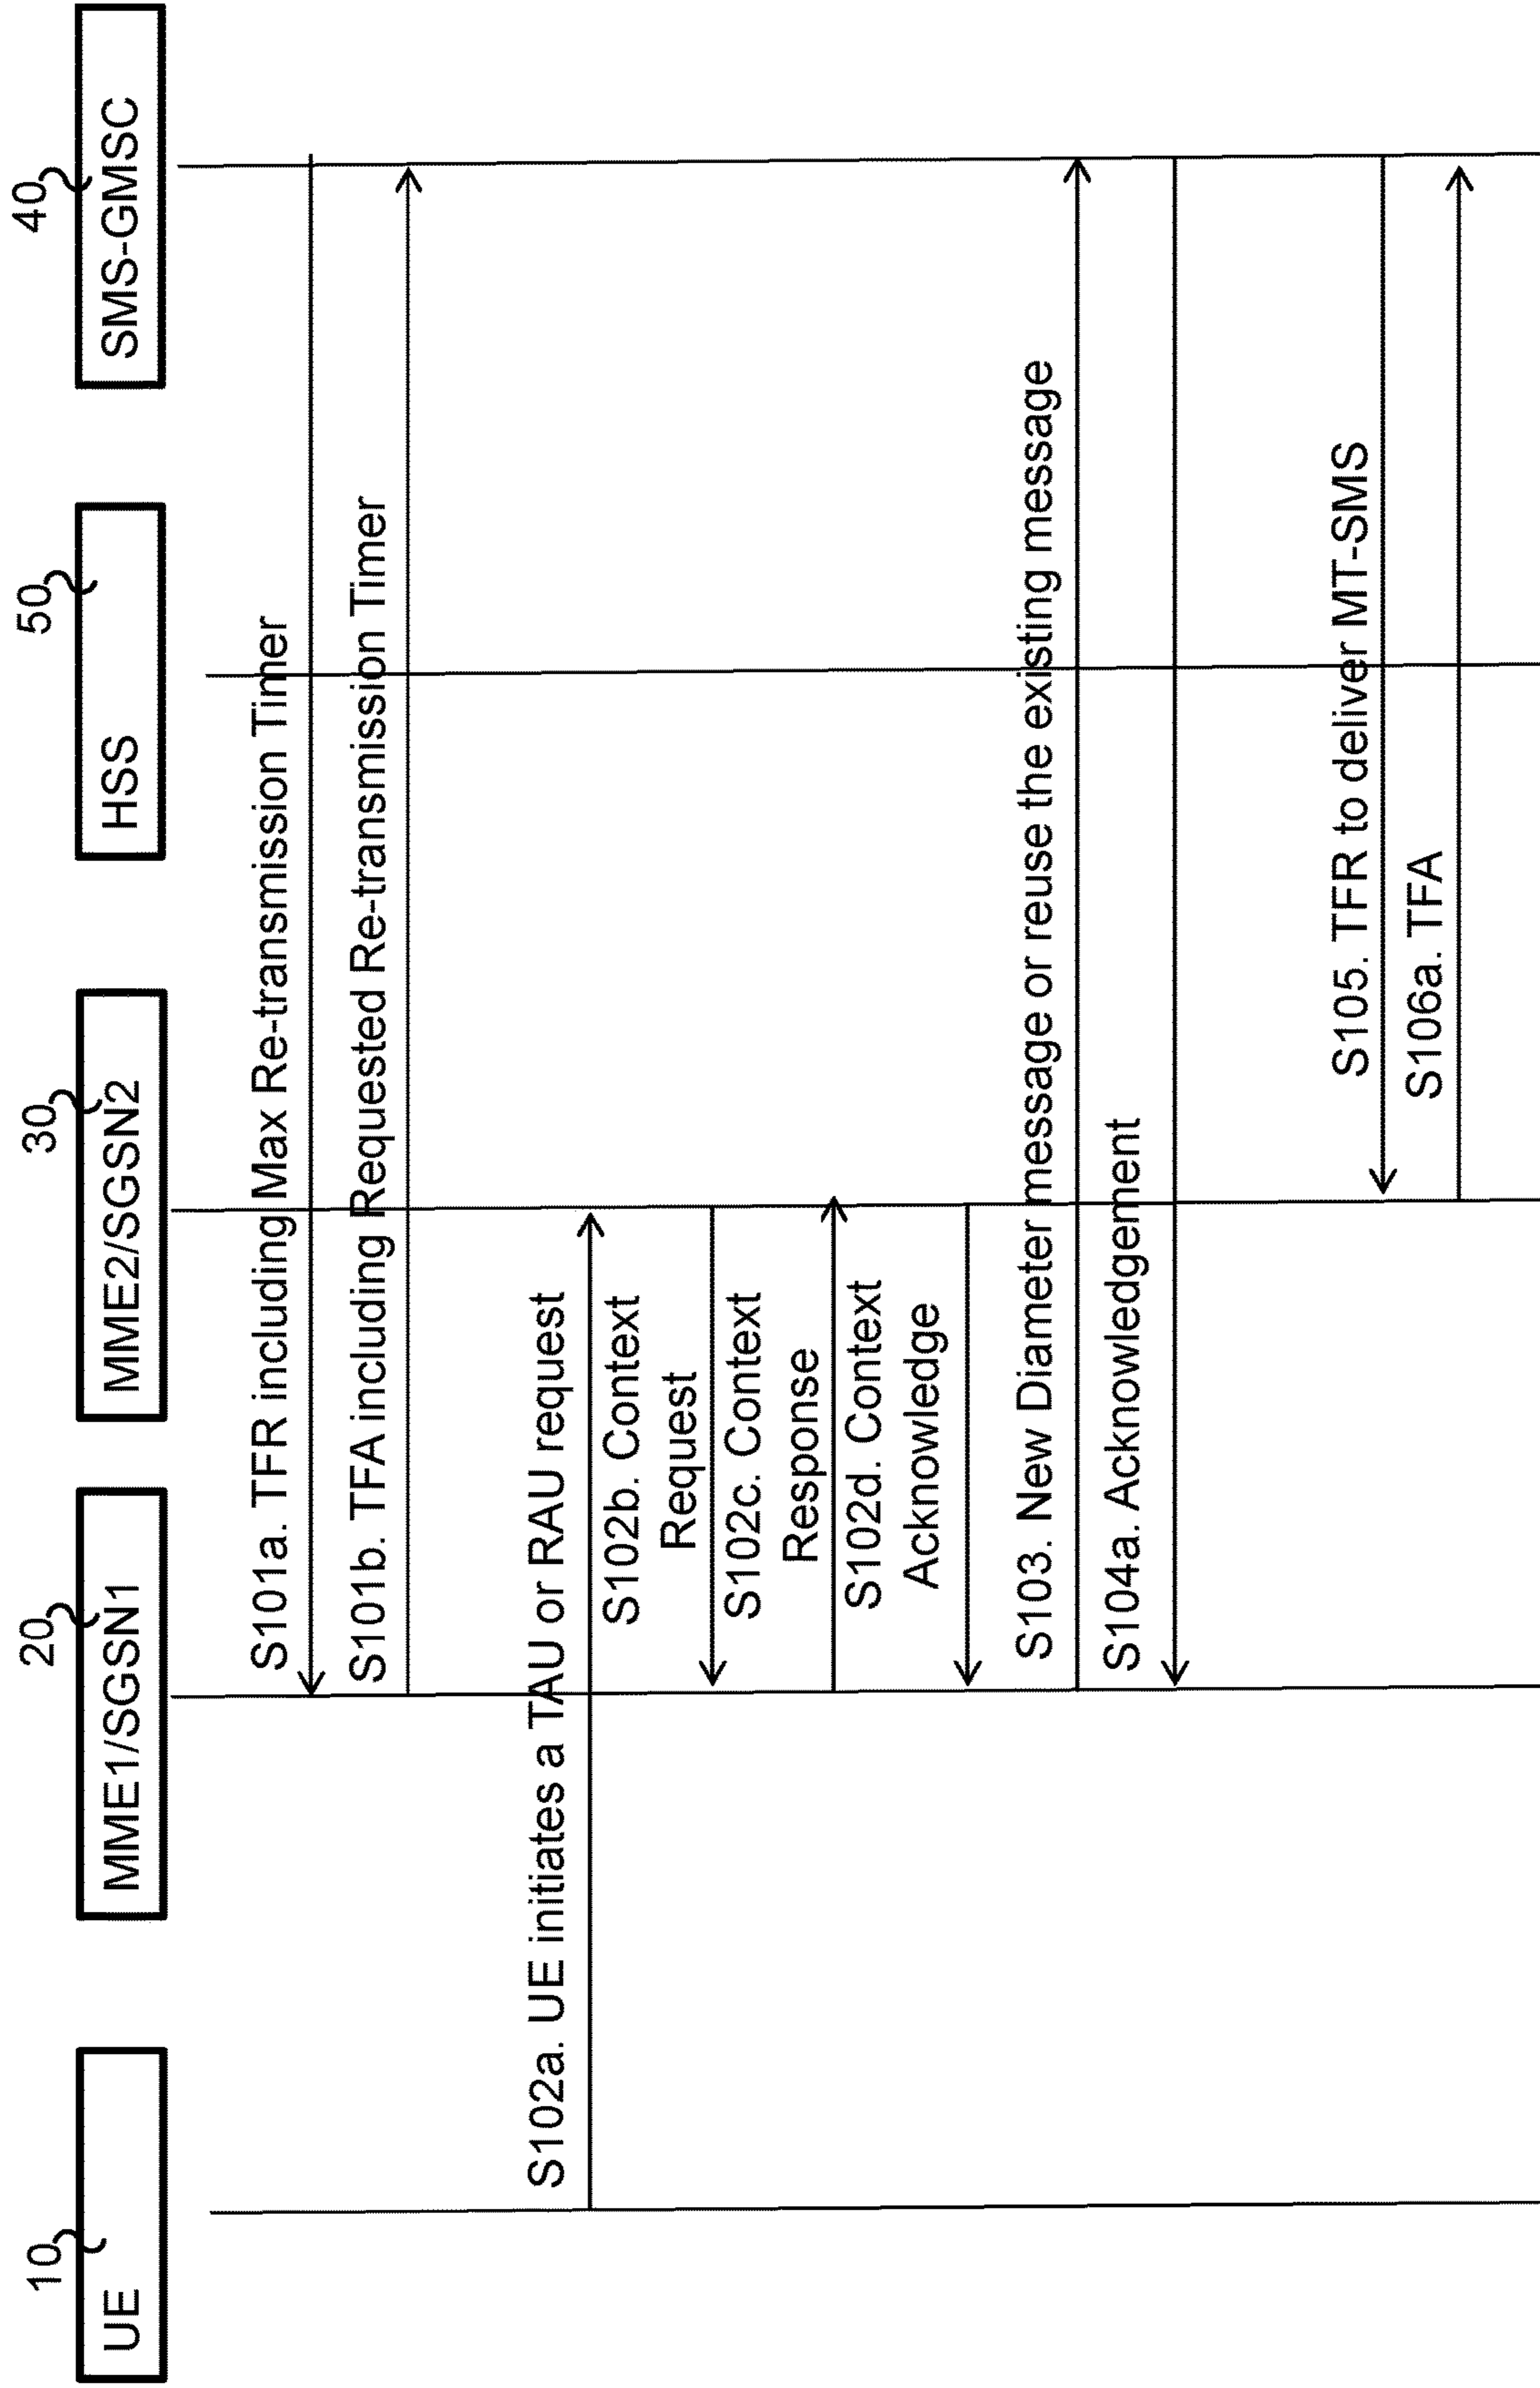 10
20
30
50
40
UE
MME1/SGSN1
MME2/SGSN2
HSS
SMS-GMSC
S101a. TFR including Max Re-transmission Timer
S101b. TFA including Requested Re-transmission Timer
S102a. UE initiates a TAU or RAU request
S102b. Context
Request
S102c. Context
Response
S102d. Context
Acknowledge
S103. New Diameter message or reuse the existing message
S104a. Acknowledgement
S105. TFR to deliver MT-SMS
S106a. TFA